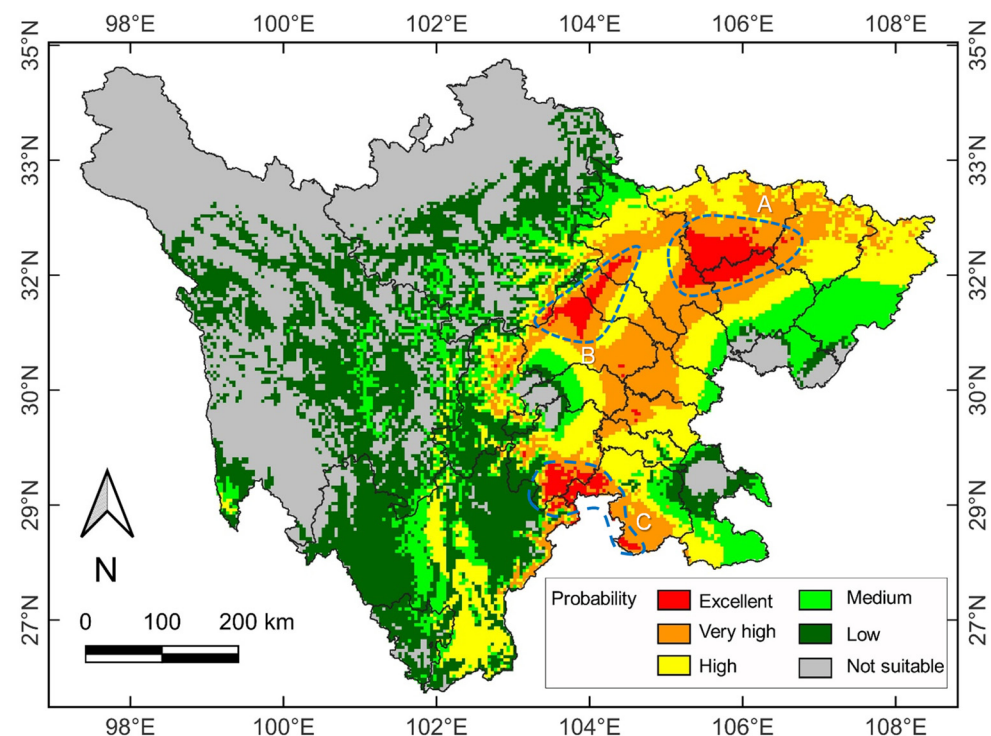 98°E 100°E 102°E 104°E 106°E 108°E
35°N 35°N
33°N 33°N
A
32°N 32°N
B
30°N 30°N
29°N 29°N
C
N
Probability Excellent Medium
Very high Low
High Not suitable
27°N 27°N
0 100 200 km
98°E 100°E 102°E 104°E 106°E 108°E